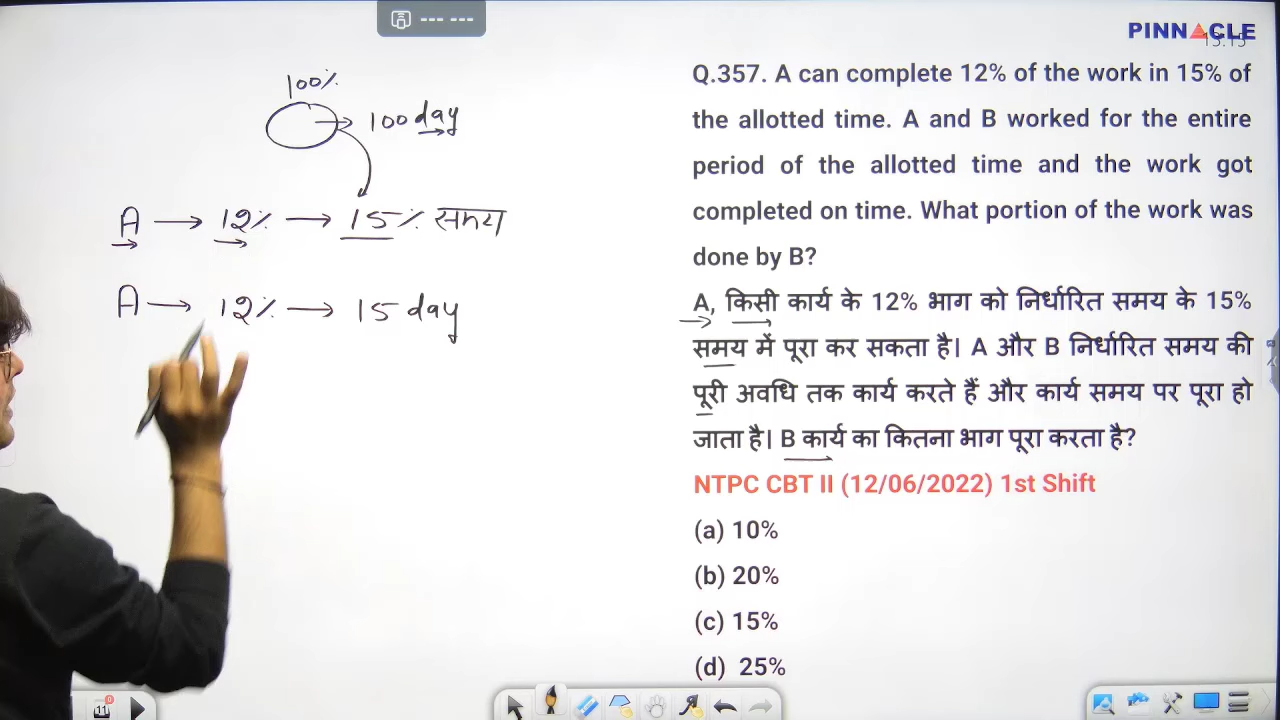 PINNACLE
100%
100 day
A → 12% → 15% समय
A → 12% → 15 day
Q.357. A can complete 12% of the work in 15% of
the allotted time. A and B worked for the entire
period of the allotted time and the work got
completed on time. What portion of the work was
done by B?
A, किसी कार्य के 12% भाग को निर्धारित समय के 15%
समय में पूरा कर सकता है। A और B निर्धारित समय की
पूरी अवधि तक कार्य करते हैं और कार्य समय पर पूरा हो
जाता है। B कार्य का कितना भाग पूरा करता है?
NTPC CBT II (12/06/2022) 1st Shift
(a) 10%
(b) 20%
(c) 15%
(d) 25%
11